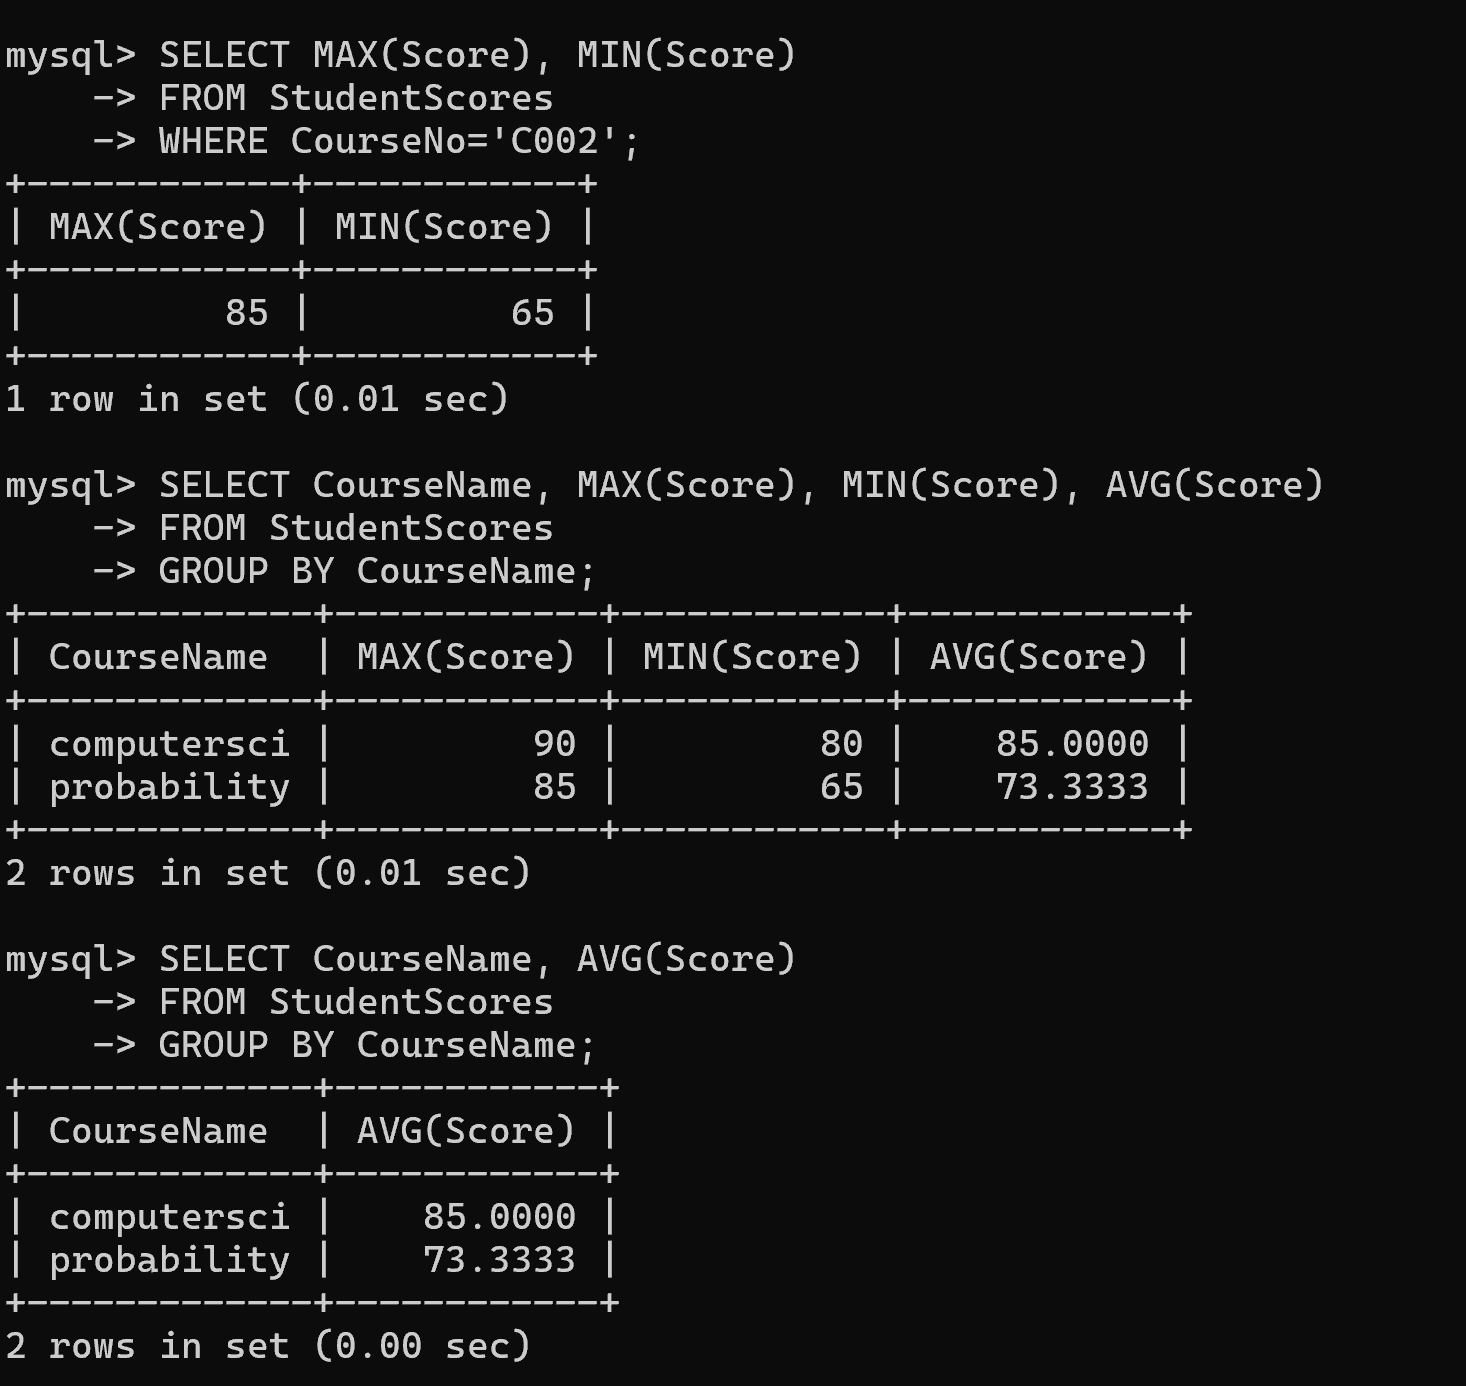 mysql> SELECT MAX(Score), MIN(Score)
    -> FROM StudentScores
    -> WHERE CourseNo='C002';
+------------+------------+
| MAX(Score) | MIN(Score) |
+------------+------------+
|         85 |         65 |
+------------+------------+
1 row in set (0.01 sec)

mysql> SELECT CourseName, MAX(Score), MIN(Score), AVG(Score)
    -> FROM StudentScores
    -> GROUP BY CourseName;
+-------------+------------+------------+------------+
| CourseName  | MAX(Score) | MIN(Score) | AVG(Score) |
+-------------+------------+------------+------------+
| computersci |         90 |         80 |    85.0000 |
| probability |         85 |         65 |    73.3333 |
+-------------+------------+------------+------------+
2 rows in set (0.01 sec)

mysql> SELECT CourseName, AVG(Score)
    -> FROM StudentScores
    -> GROUP BY CourseName;
+-------------+------------+
| CourseName  | AVG(Score) |
+-------------+------------+
| computersci |    85.0000 |
| probability |    73.3333 |
+-------------+------------+
2 rows in set (0.00 sec)